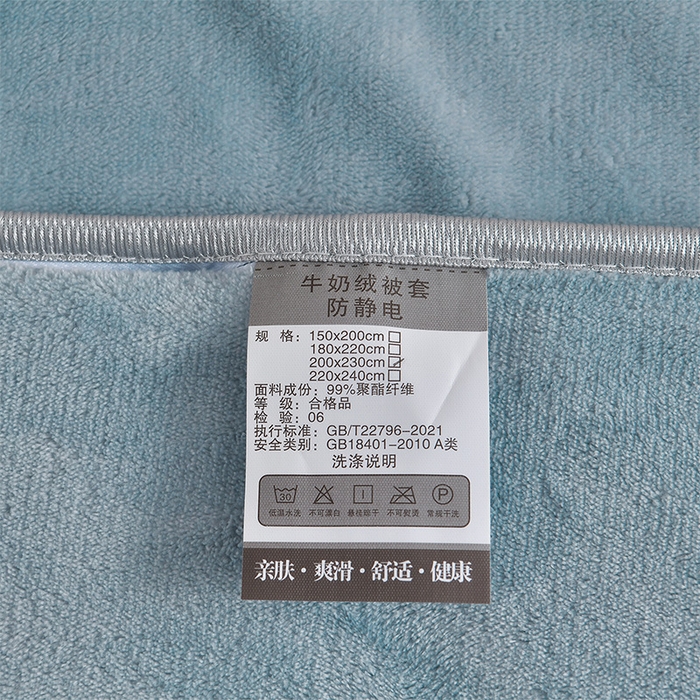 牛奶绒被套
防静电
规 格：150x200cm□
180x220cm□
200x230cm☑
220x240cm□
面料成份：99%聚酯纤维
等 级：合格品
检 验：06
执行标准：GB/T22796-2021
安全类别：GB18401-2010 A类
洗涤说明
30 P
低温水洗 不可漂白 悬挂晾干 不可熨烫 常规干洗
亲肤·爽滑·舒适·健康